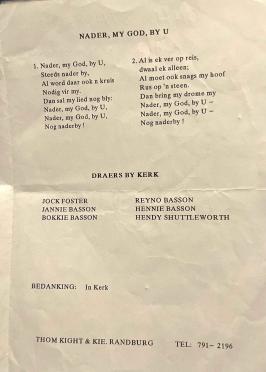 NADER, MY GOD, BY U
1. Nader, my God, by U,
Steeds nader by,
Al word daar ook n kruis
Nodig vir my.
Dan sal my lied nog bly:
Nader, my God, by U,
Nader, my God, by U,
Nog naderby!
2. Al is ek ver op reis,
dwaal ek alleen;
Al moet ook snags my hoof
Rus op 'n steen.
Dan bring my drome my
Nader, my God, by U –
Nader, my God, by U –
Nog naderby!
DRAERS BY KERK
JOCK FOSTER REYNO BASSON
JANNIE BASSON HENNIE BASSON
BOKKIE BASSON HENDY SHUTTLEWORTH
BEDANKING: In Kerk
THOM KIGHT & KIE. RANDBURG TEL: 791– 2196